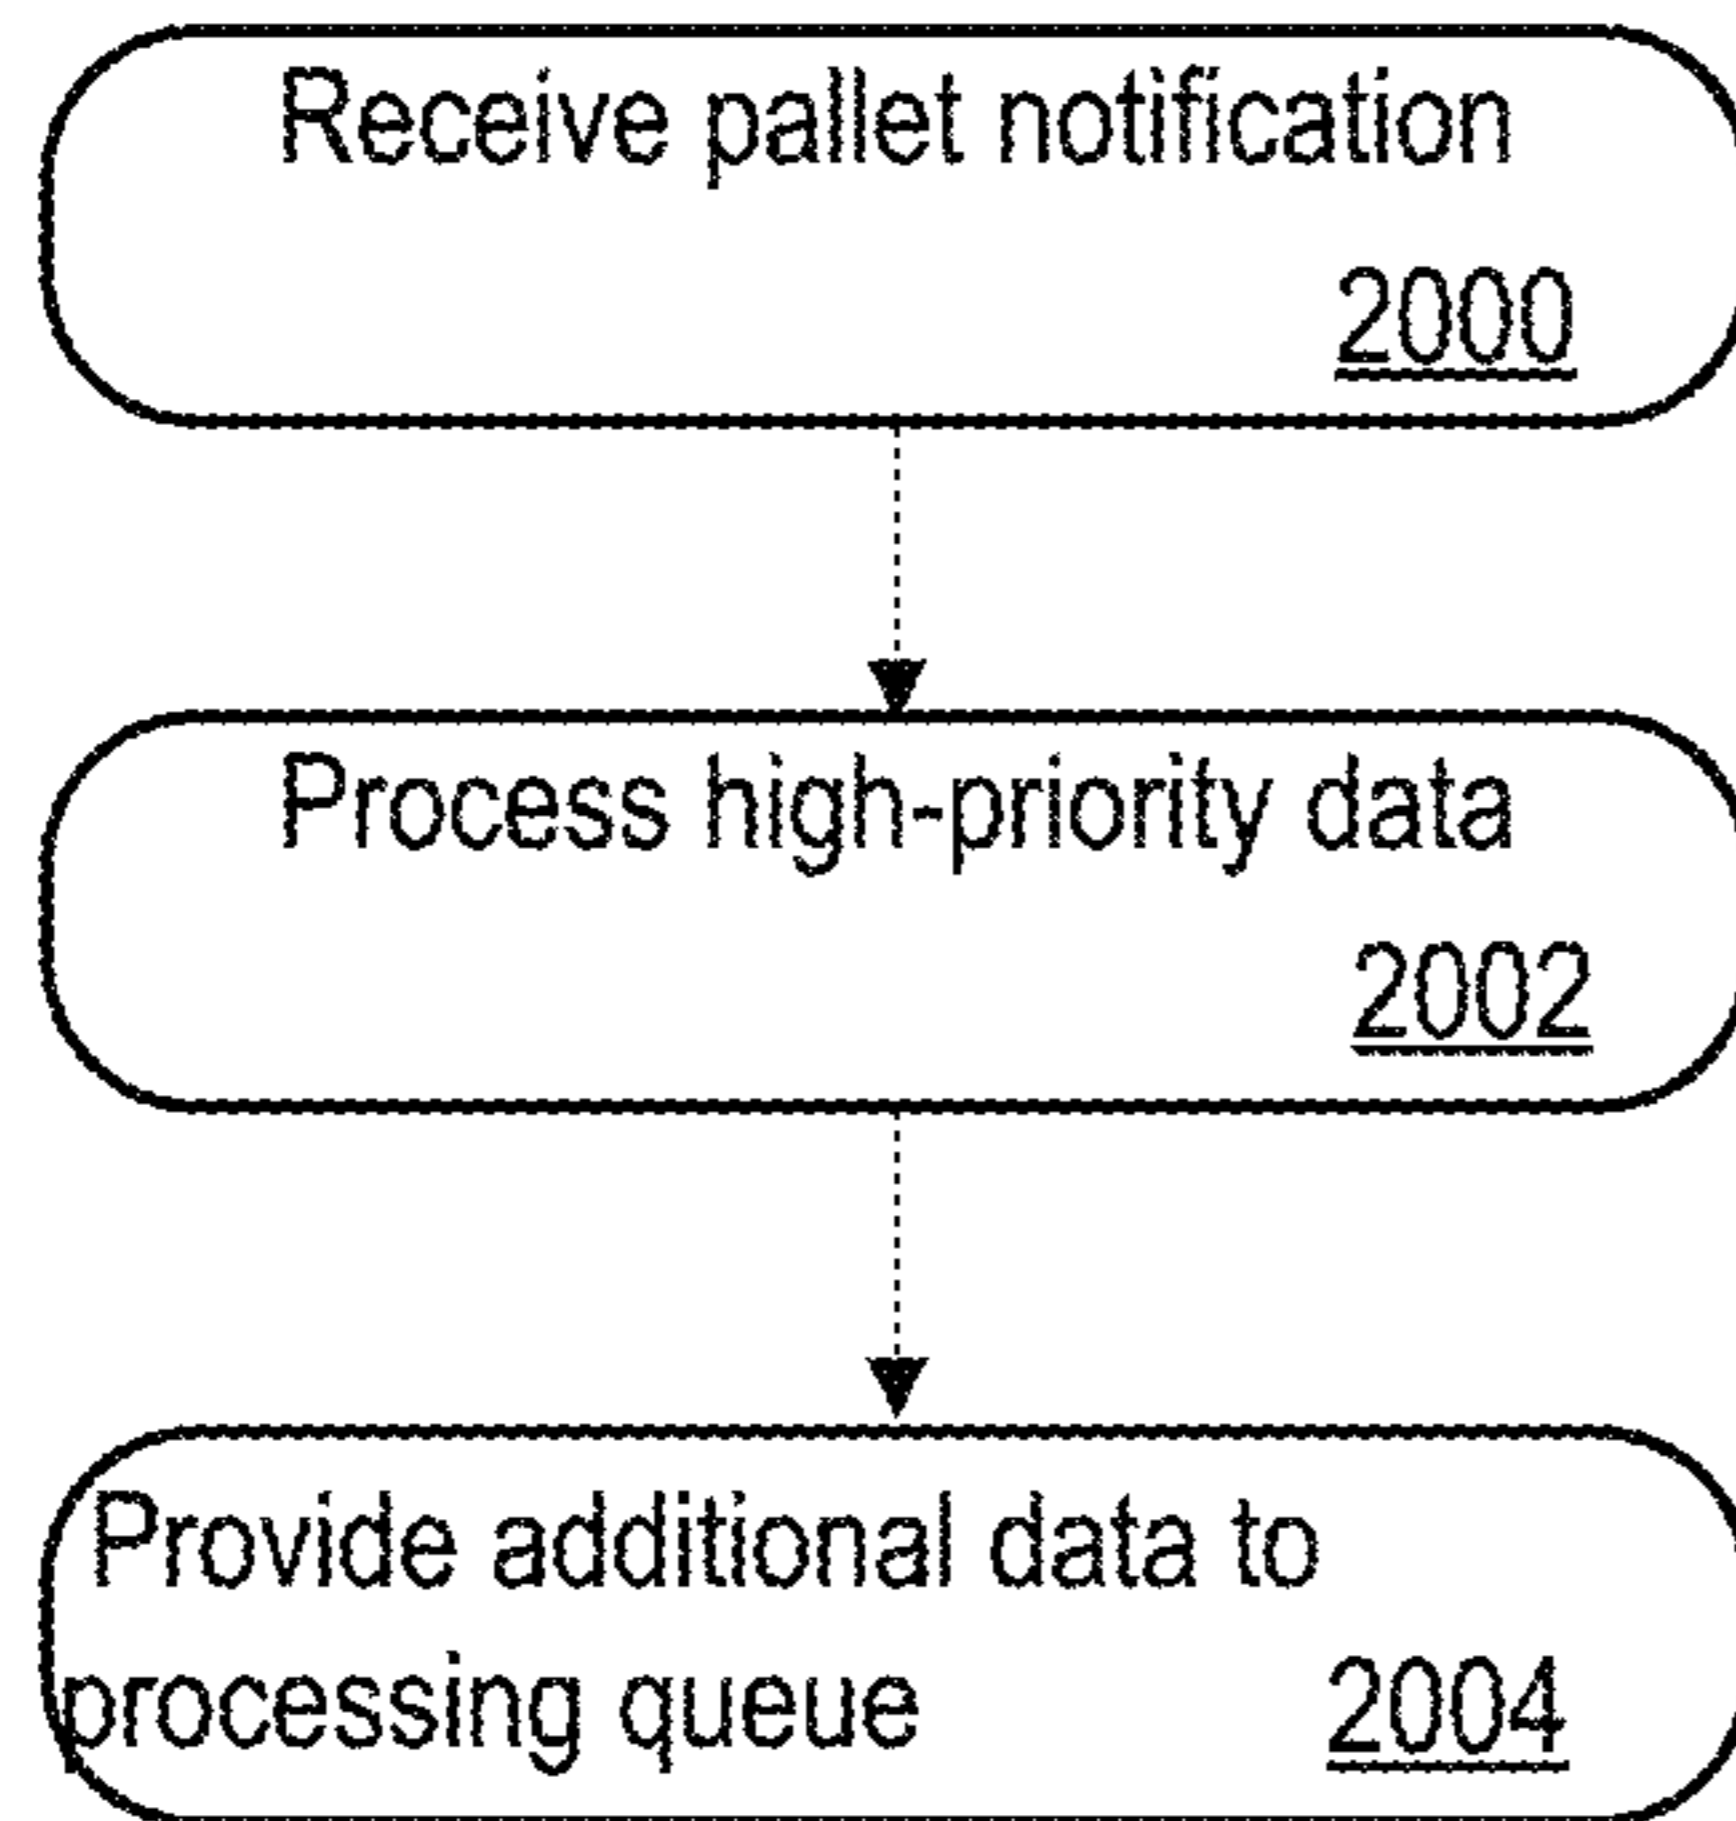 Receive pallet notification
2000
Process high-priority data
2002
Provide additional data to
processing queue 2004